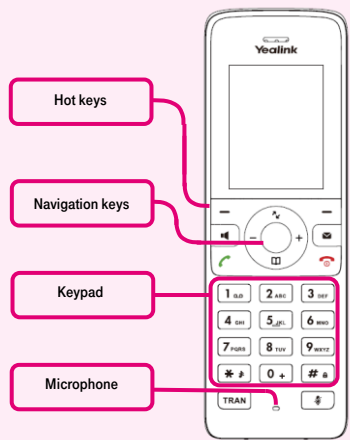 Yealink
Hot keys
Navigation keys
− +
Keypad
1 2 ABC 3 DEF
4 GHI 5 JKL 6 MNO
7 PQRS 8 TUV 9 WXYZ
* 0 + #
Microphone
TRAN